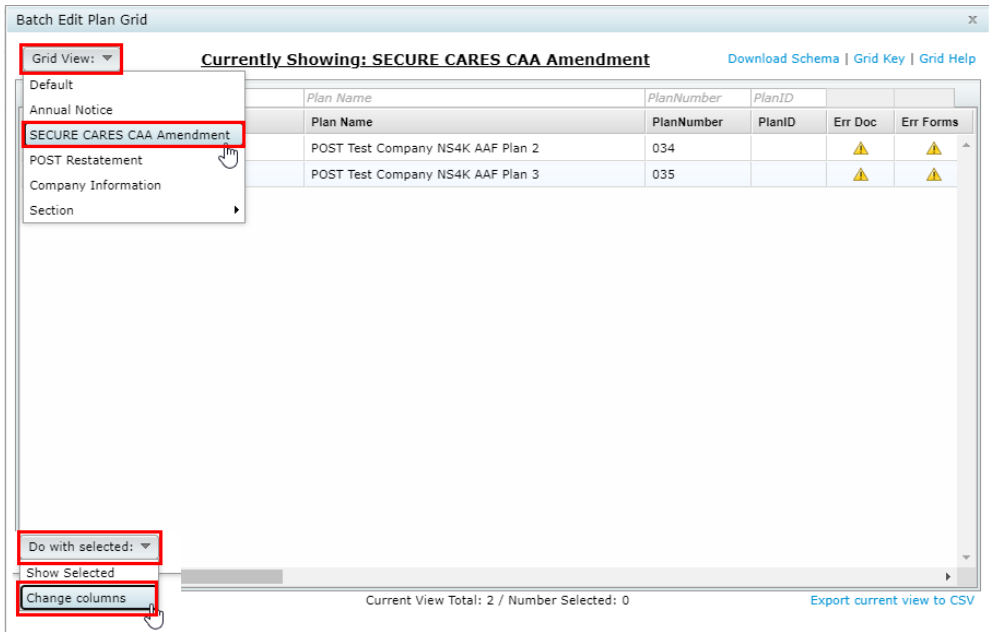 Batch Edit Plan Grid
x
Grid View:
Currently Showing: SECURE CARES CAA Amendment
Download Schema | Grid Key | Grid Help
Default
Annual Notice
SECURE CARES CAA Amendment
POST Restatement
Company Information
Section
Plan Name PlanNumber PlanID
Plan Name PlanNumber PlanID Err Doc Err Forms
POST Test Company NS4K AAF Plan 2 034
POST Test Company NS4K AAF Plan 3 035
Do with selected:
Show Selected
Change columns
Current View Total: 2 / Number Selected: 0
Export current view to CSV